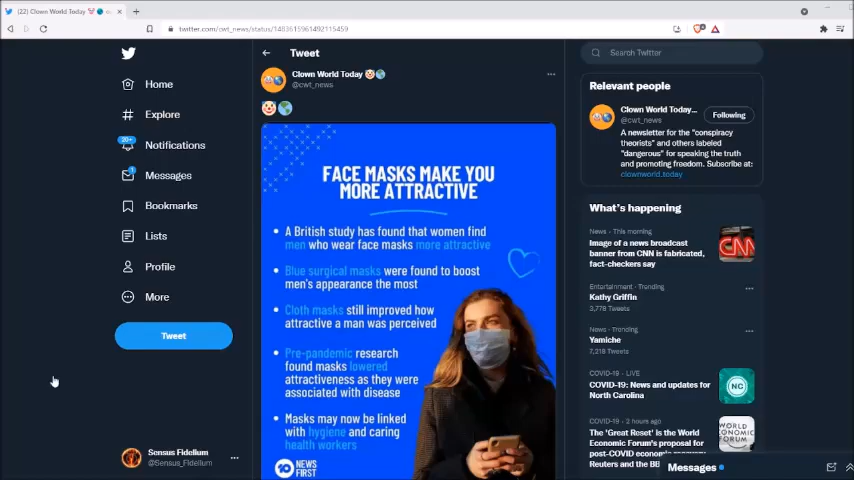 (22) Clown World Today
twitter.com/cwt_news/status/1483615961492115459
Home
Explore
20+
Notifications
1
Messages
Bookmarks
Lists
Profile
More
Tweet
Sensus Fidelium
@Sensus_Fidelium
Tweet
Clown World Today
@cwt_news
FACE MASKS MAKE YOU
MORE ATTRACTIVE
A British study has found that women find
men who wear face masks more attractive
Blue surgical masks were found to boost
men's appearance the most
Cloth masks still improved how
attractive a man was perceived
Pre-pandemic research
found masks lowered
attractiveness as they were
associated with disease
Masks may now be linked
with hygiene and caring
health workers
10 NEWS
FIRST
Search Twitter
Relevant people
Clown World Today...
@cwt_news
Following
A newsletter for the "conspiracy
theorists" and others labeled
"dangerous" for speaking the truth
and promoting freedom. Subscribe at:
clownworld.today
What's happening
News · This morning
Image of a news broadcast
banner from CNN is fabricated,
fact-checkers say
CNN
Entertainment · Trending
Kathy Griffin
3,778 Tweets
News · Trending
Yamiche
7,218 Tweets
COVID-19 · LIVE
COVID-19: News and updates for
North Carolina
NC
COVID-19 · 2 hours ago
The 'Great Reset' is the World
Economic Forum's proposal for
post-COVID economic recovery,
Reuters and the BB
WORLD
ECONOMIC
FORUM
Messages